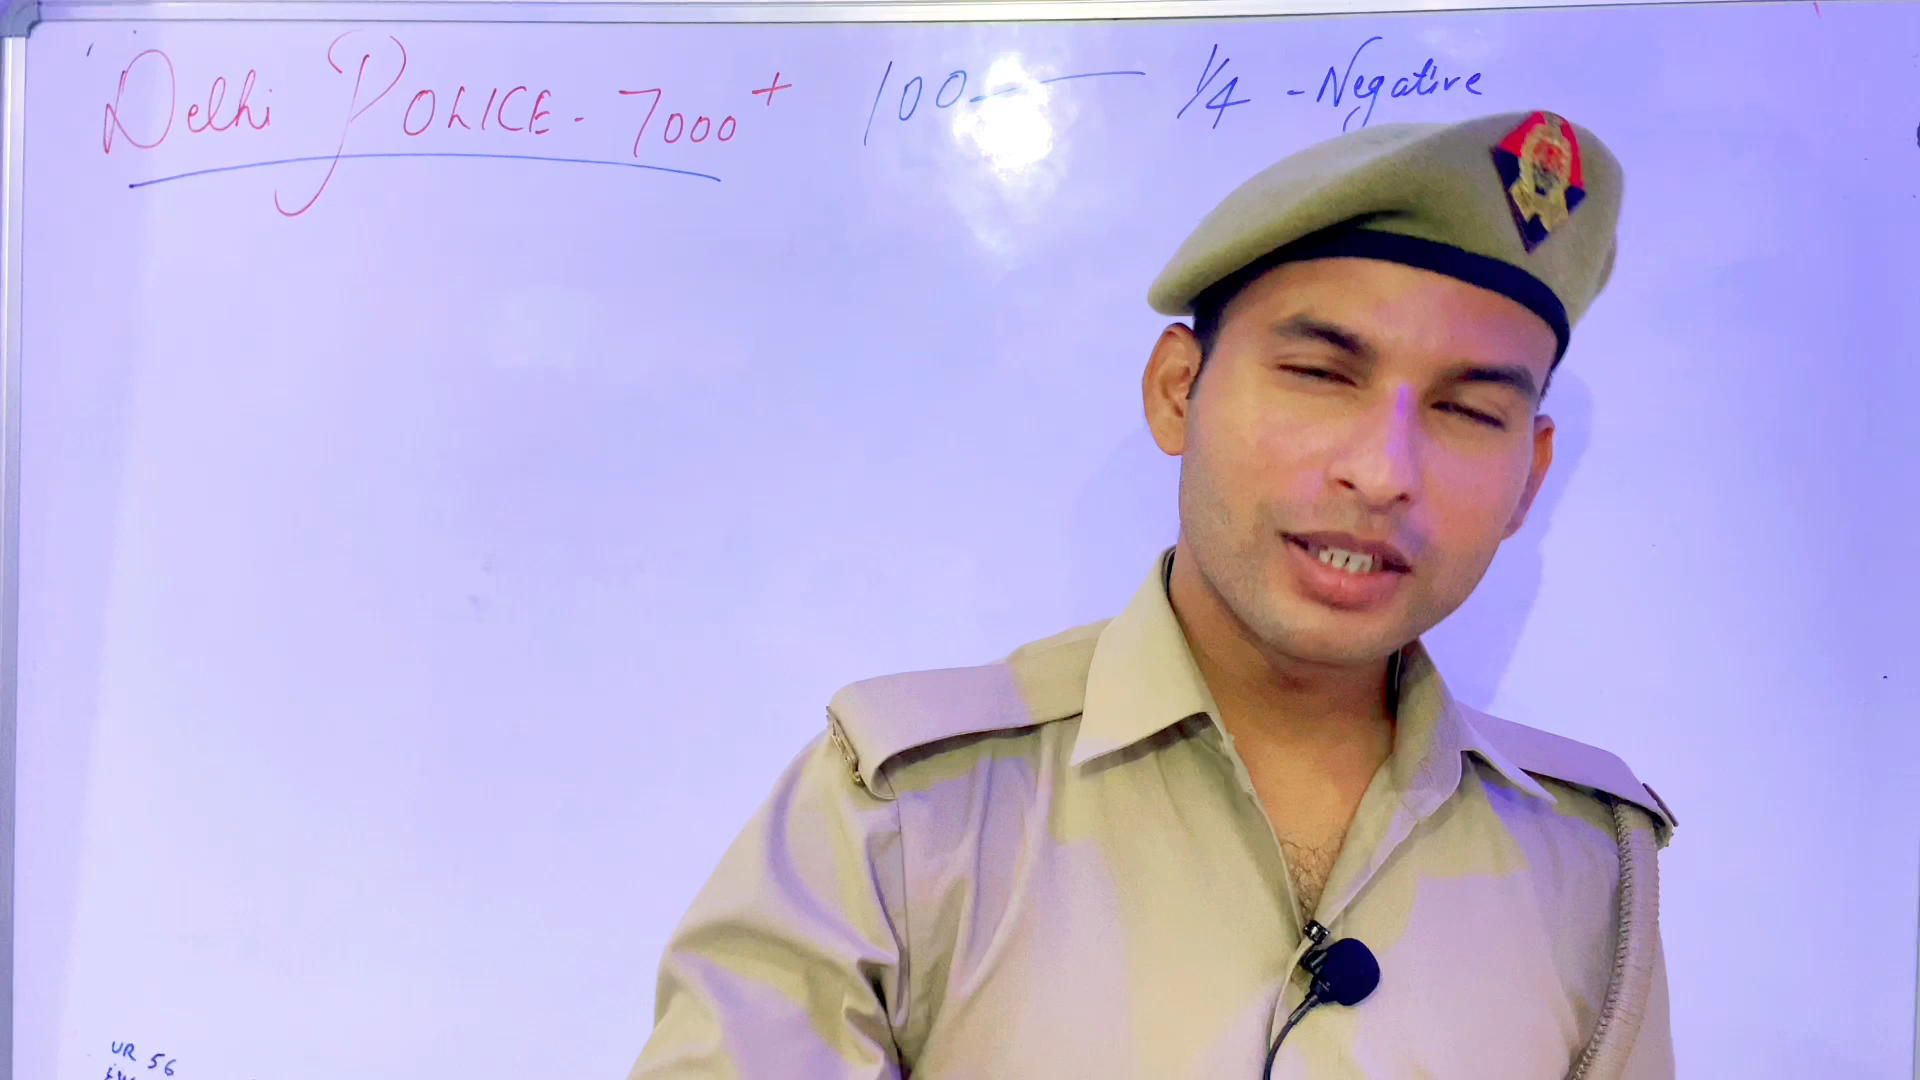 Delhi POLICE - 7000+ 100 — 1/4 - Negative
UR 56